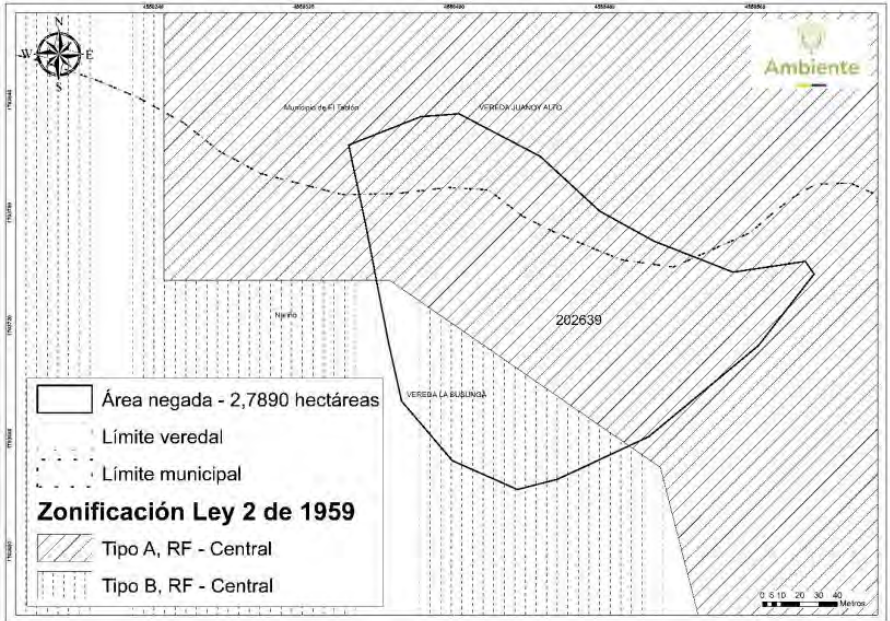 N
W E
S
Ambiente
Municipio de El Tablón
VEREDA JUANOY ALTO
Nariño
202639
VEREDA LA
Área negada - 2,7890 hectáreas
Límite veredal
Límite municipal
Zonificación Ley 2 de 1959
Tipo A, RF - Central
Tipo B, RF - Central
0 5 10 20 30 40
Metros